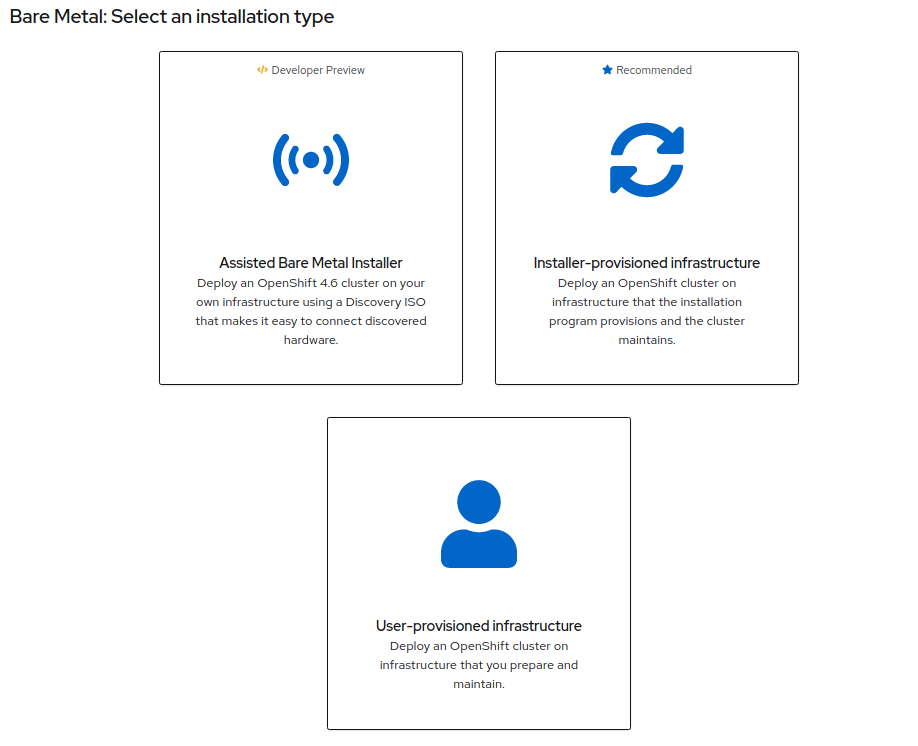 Bare Metal: Select an installation type
Developer Preview
Assisted Bare Metal Installer
Deploy an OpenShift 4.6 cluster on your
own infrastructure using a Discovery ISO
that makes it easy to connect discovered
hardware.
Recommended
Installer-provisioned infrastructure
Deploy an OpenShift cluster on
infrastructure that the installation
program provisions and the cluster
maintains.
User-provisioned infrastructure
Deploy an OpenShift cluster on
infrastructure that you prepare and
maintain.